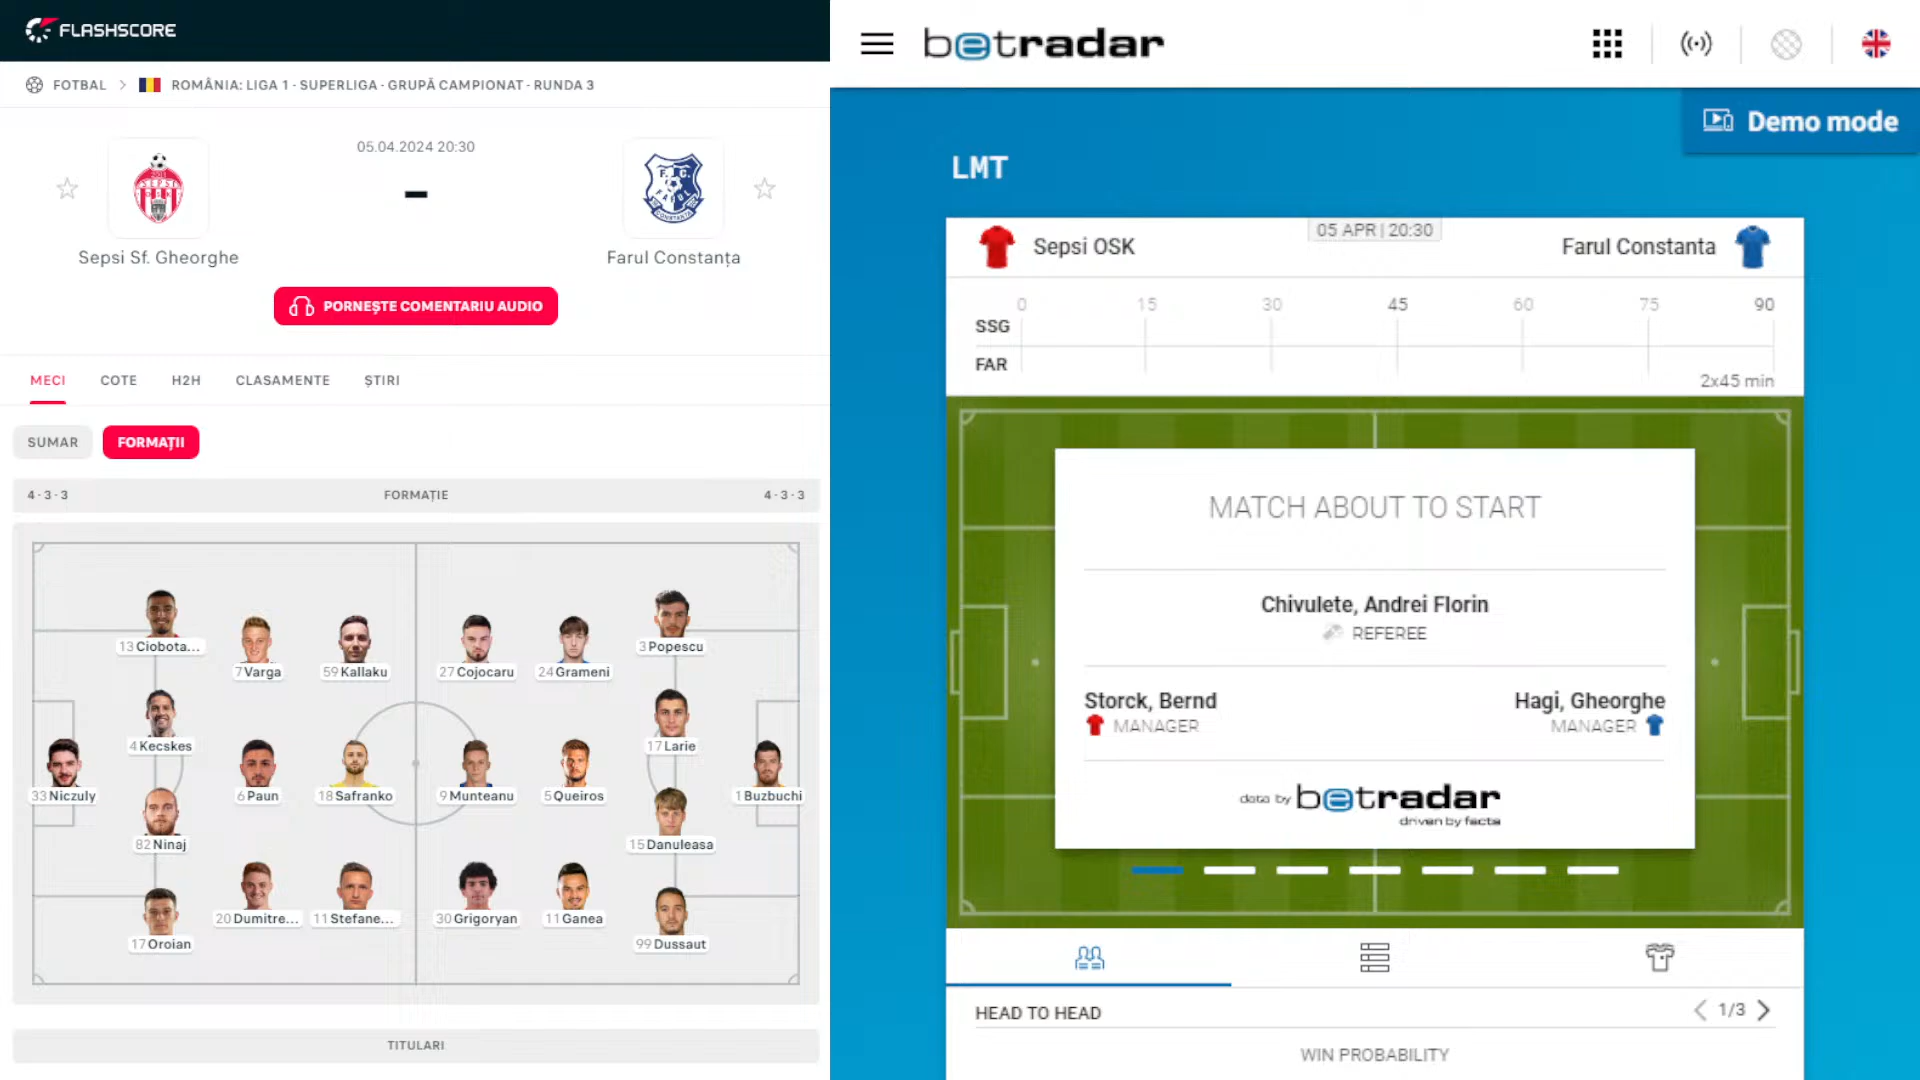 FLASHSCORE
FOTBAL > ROMÂNIA: LIGA 1 - SUPERLIGA - GRUPĂ CAMPIONAT - RUNDA 3
05.04.2024 20:30
-
SEPSI
F.C.
FARUL
CONSTANȚA
Sepsi Sf. Gheorghe
Farul Constanța
PORNEȘTE COMENTARIU AUDIO
MECI COTE H2H CLASAMENTE ȘTIRI
SUMAR FORMAȚII
4 - 3 - 3 FORMAȚIE 4 - 3 - 3
13 Ciobota...
7 Varga
59 Kallaku
27 Cojocaru
24 Grameni
3 Popescu
4 Kecskes
17 Larie
33 Niczuly
6 Paun
18 Safranko
9 Munteanu
5 Queiros
1 Buzbuchi
82 Ninaj
15 Danuleasa
20 Dumitre...
11 Stefane...
30 Grigoryan
11 Ganea
17 Oroian
99 Dussaut
TITULARI
betradar
Demo mode
LMT
Sepsi OSK
05 APR | 20:30
Farul Constanta
0 15 30 45 60 75 90
SSG
FAR
2x45 min
MATCH ABOUT TO START
Chivulete, Andrei Florin
REFEREE
Storck, Bernd
MANAGER
Hagi, Gheorghe
MANAGER
data by betradar
driven by facts
HEAD TO HEAD
1/3
WIN PROBABILITY